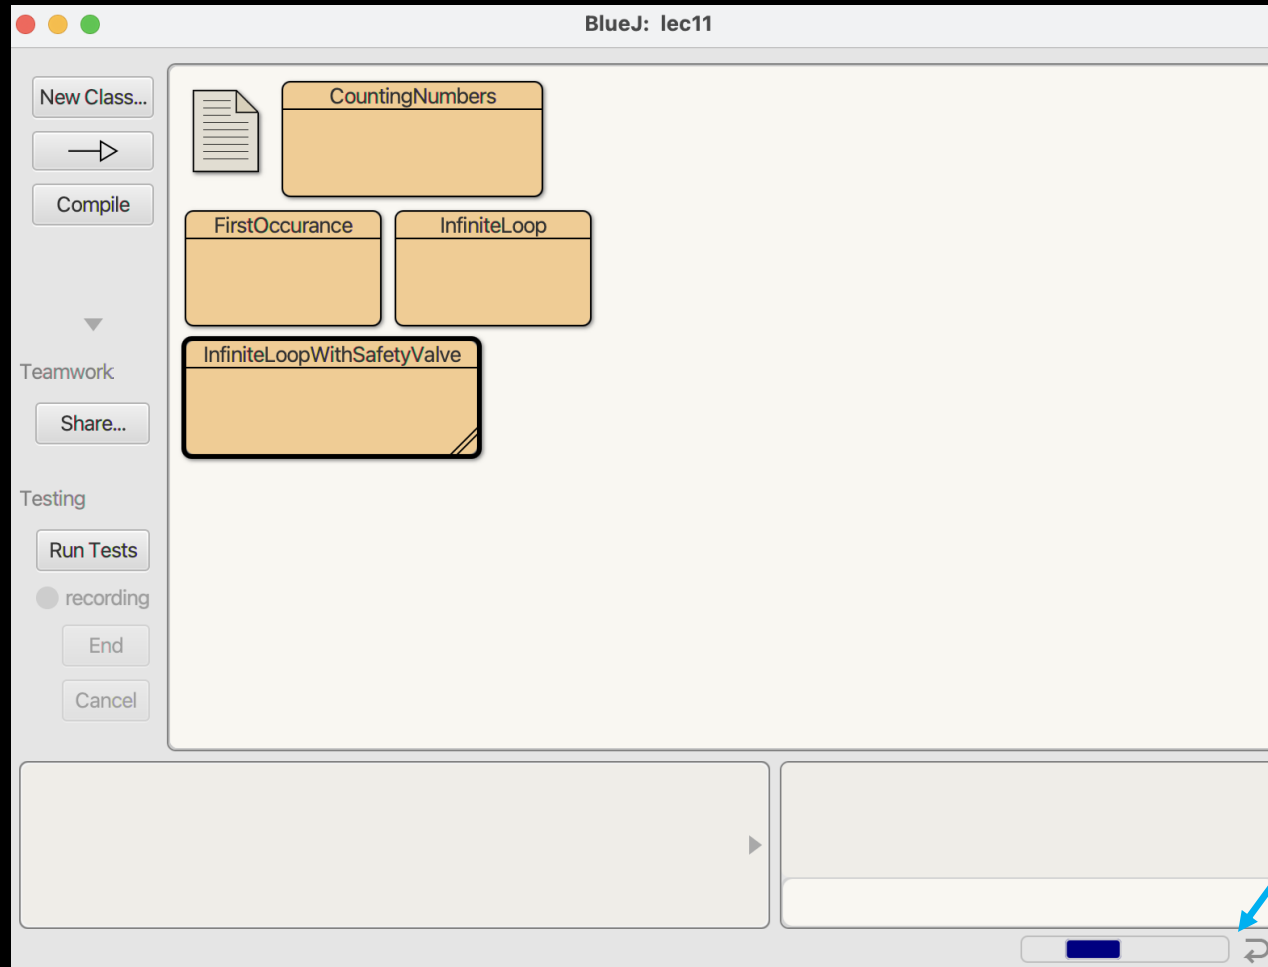 BlueJ: lec11
New Class...
Compile
Teamwork
Share...
Testing
Run Tests
recording
End
Cancel
CountingNumbers
FirstOccurance
InfiniteLoop
InfiniteLoopWithSafetyValve